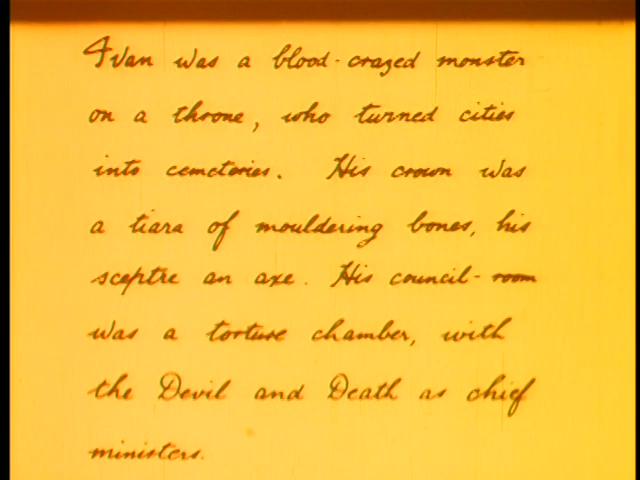 Ivan was a blood-crazed monster
on a throne, who turned cities
into cemeteries. His crown was
a tiara of mouldering bones, his
sceptre an axe. His council-room
was a torture chamber, with
the Devil and Death as chief
ministers.